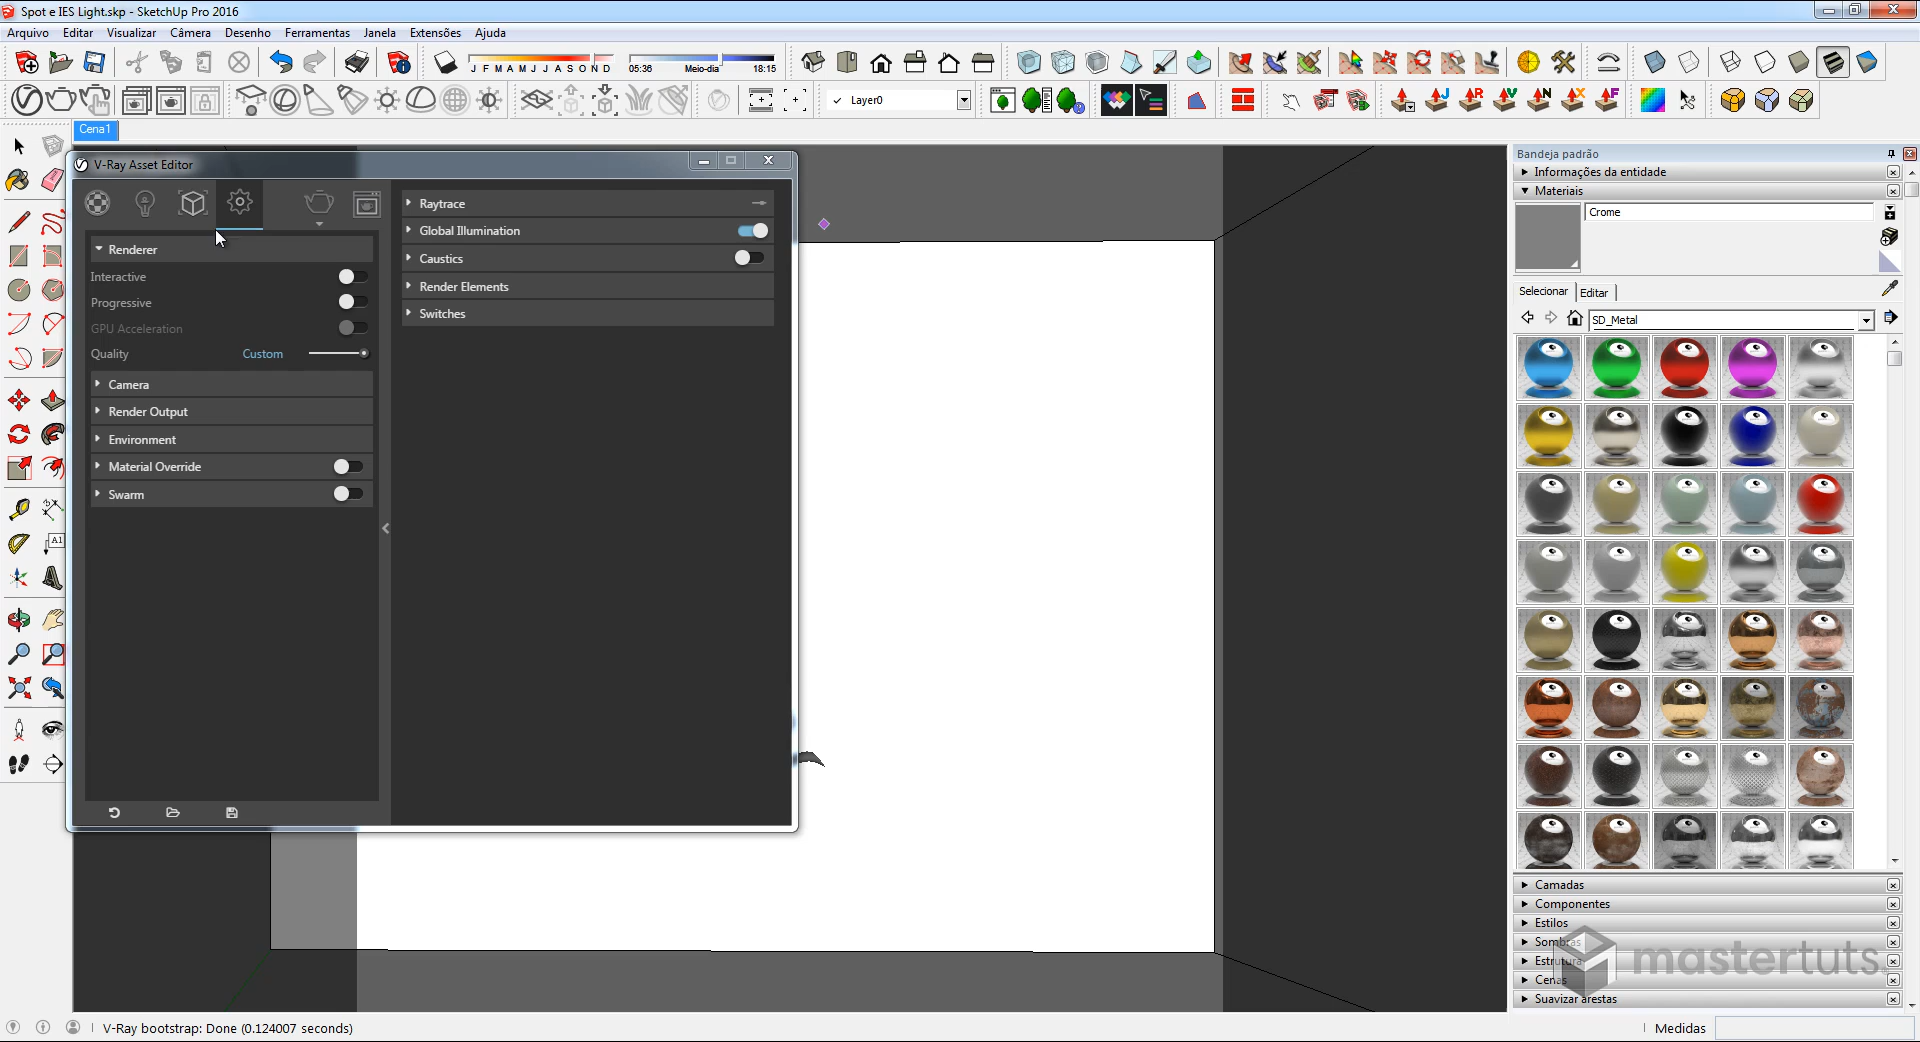 Spot e IES Light.skp - SketchUp Pro 2016
Arquivo Editar Visualizar Câmera Desenho Ferramentas Janela Extensões Ajuda
J F M A M J J A S O N D
05:36 Meio-dia 18:15
Layer0
J R V N X F
Cena1
V-Ray Asset Editor
Renderer
Interactive
Progressive
GPU Acceleration
Quality Custom
Camera
Render Output
Environment
Material Override
Swarm
Raytrace
Global Illumination
Caustics
Render Elements
Switches
A1
Bandeja padrão
Informações da entidade
Materiais
Crome
Selecionar Editar
SD_Metal
Camadas
Componentes
Estilos
Sombras
Estrutura
Cenas
Suavizar arestas
mastertuts
V-Ray bootstrap: Done (0.124007 seconds)
Medidas